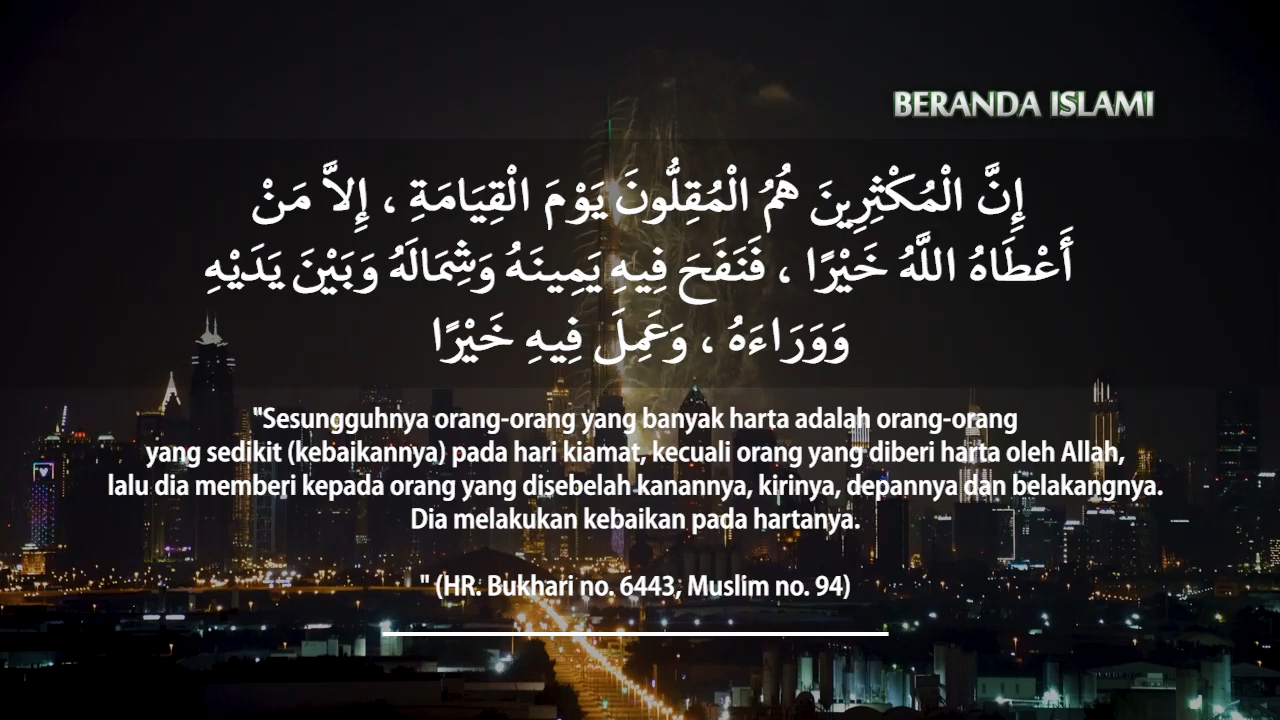 BERANDA ISLAMI
إِنَّ الْمُكْثِرِينَ هُمُ الْمُقِلُّونَ يَوْمَ الْقِيَامَةِ ، إِلاَّ مَنْ
أَعْطَاهُ اللَّهُ خَيْرًا ، فَنَفَحَ فِيهِ يَمِينَهُ وَشِمَالَهُ وَبَيْنَ يَدَيْهِ
وَوَرَاءَهُ ، وَعَمِلَ فِيهِ خَيْرًا
"Sesungguhnya orang-orang yang banyak harta adalah orang-orang
yang sedikit (kebaikannya) pada hari kiamat, kecuali orang yang diberi harta oleh Allah,
lalu dia memberi kepada orang yang disebelah kanannya, kirinya, depannya dan belakangnya.
Dia melakukan kebaikan pada hartanya.
" (HR. Bukhari no. 6443, Muslim no. 94)